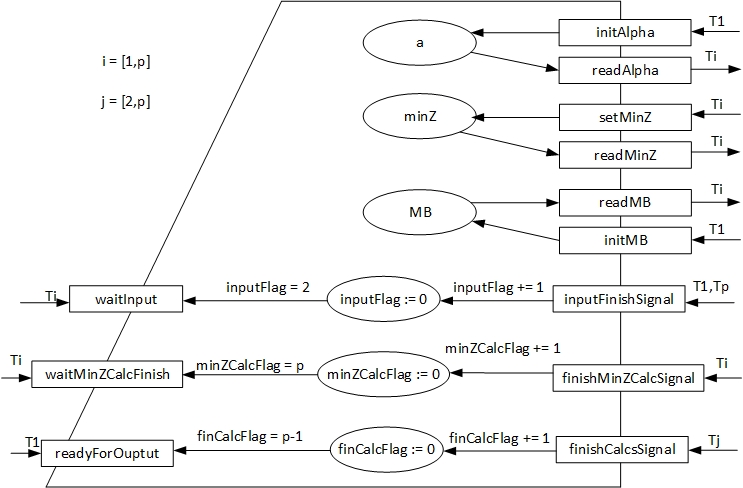 T1
initAlpha
a
i = [1,p]
Ti
readAlpha
j = [2,p]
Ti
minZ
setMinZ
Ti
readMinZ
Ti
readMB
MB
T1
initMB
Ti
waitInput
inputFlag = 2
inputFlag := 0
inputFlag += 1
inputFinishSignal
T1,Tp
Ti
waitMinZCalcFinish
minZCalcFlag = p
minZCalcFlag := 0
minZCalcFlag += 1
finishMinZCalcSignal
Ti
T1
readyForOuptut
finCalcFlag = p-1
finCalcFlag := 0
finCalcFlag += 1
finishCalcsSignal
Tj